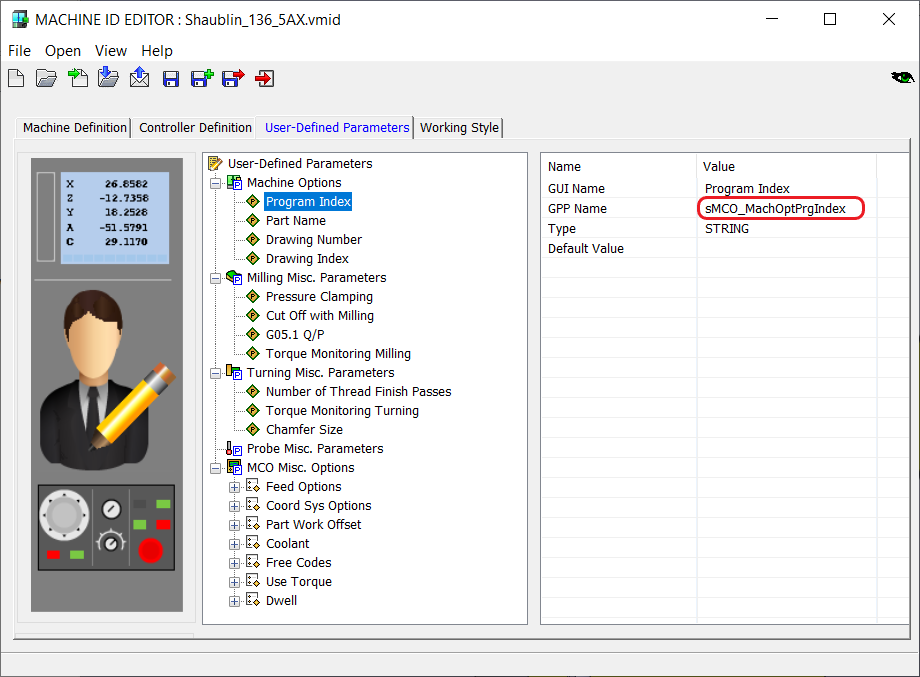 MACHINE ID EDITOR : Shaublin_136_5AX.vmid
File Open View Help
Machine Definition Controller Definition User-Defined Parameters Working Style
X 26.8582
Z -12.7358
Y 18.2528
A -51.5791
C 29.1170
User-Defined Parameters
Machine Options
Program Index
Part Name
Drawing Number
Drawing Index
Milling Misc. Parameters
Pressure Clamping
Cut Off with Milling
G05.1 Q/P
Torque Monitoring Milling
Turning Misc. Parameters
Number of Thread Finish Passes
Torque Monitoring Turning
Chamfer Size
Probe Misc. Parameters
MCO Misc. Options
Feed Options
Coord Sys Options
Part Work Offset
Coolant
Free Codes
Use Torque
Dwell
Name Value
GUI Name Program Index
GPP Name sMCO_MachOptPrgIndex
Type STRING
Default Value